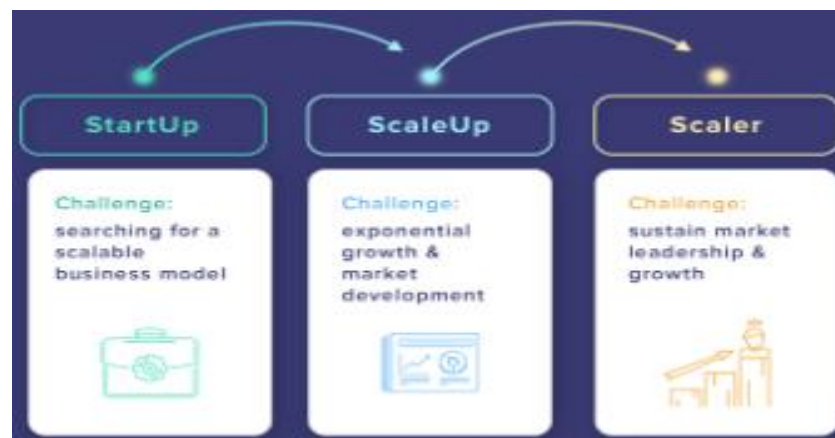 StartUp
ScaleUp
Scaler
Challenge:
searching for a
scalable
business model
Challenge:
exponential
growth &
market
development
Challenge:
sustain market
leadership &
growth